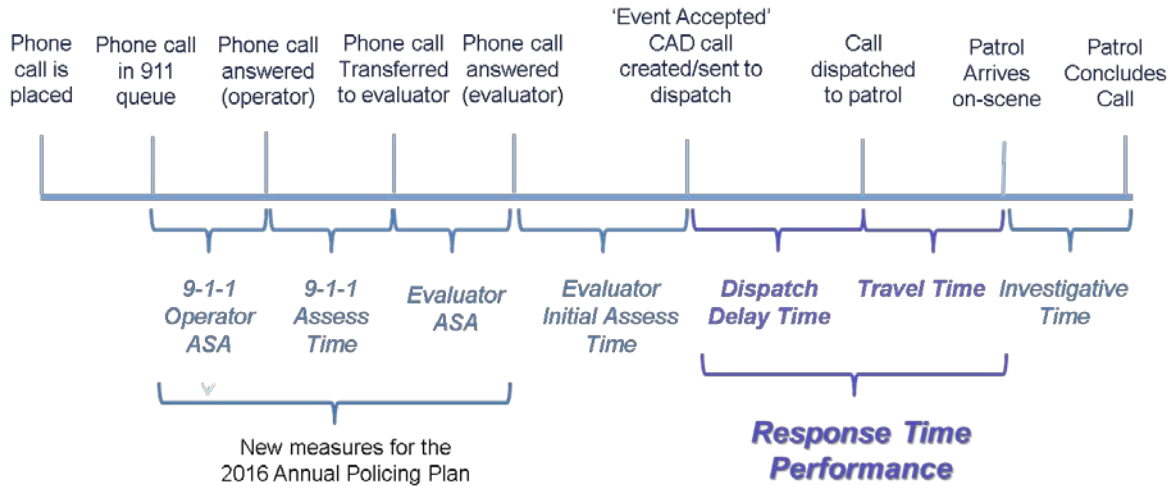 Phone
call is
placed
Phone call
in 911
queue
Phone call
answered
(operator)
Phone call
Transferred
to evaluator
Phone call
answered
(evaluator)
‘Event Accepted’
CAD call
created/sent to
dispatch
Call
dispatched
to patrol
Patrol
Arrives
on-scene
Patrol
Concludes
Call
9-1-1
Operator
ASA
9-1-1
Assess
Time
Evaluator
ASA
Evaluator
Initial Assess
Time
Dispatch
Delay Time
Travel Time
Investigative
Time
New measures for the
2016 Annual Policing Plan
Response Time
Performance